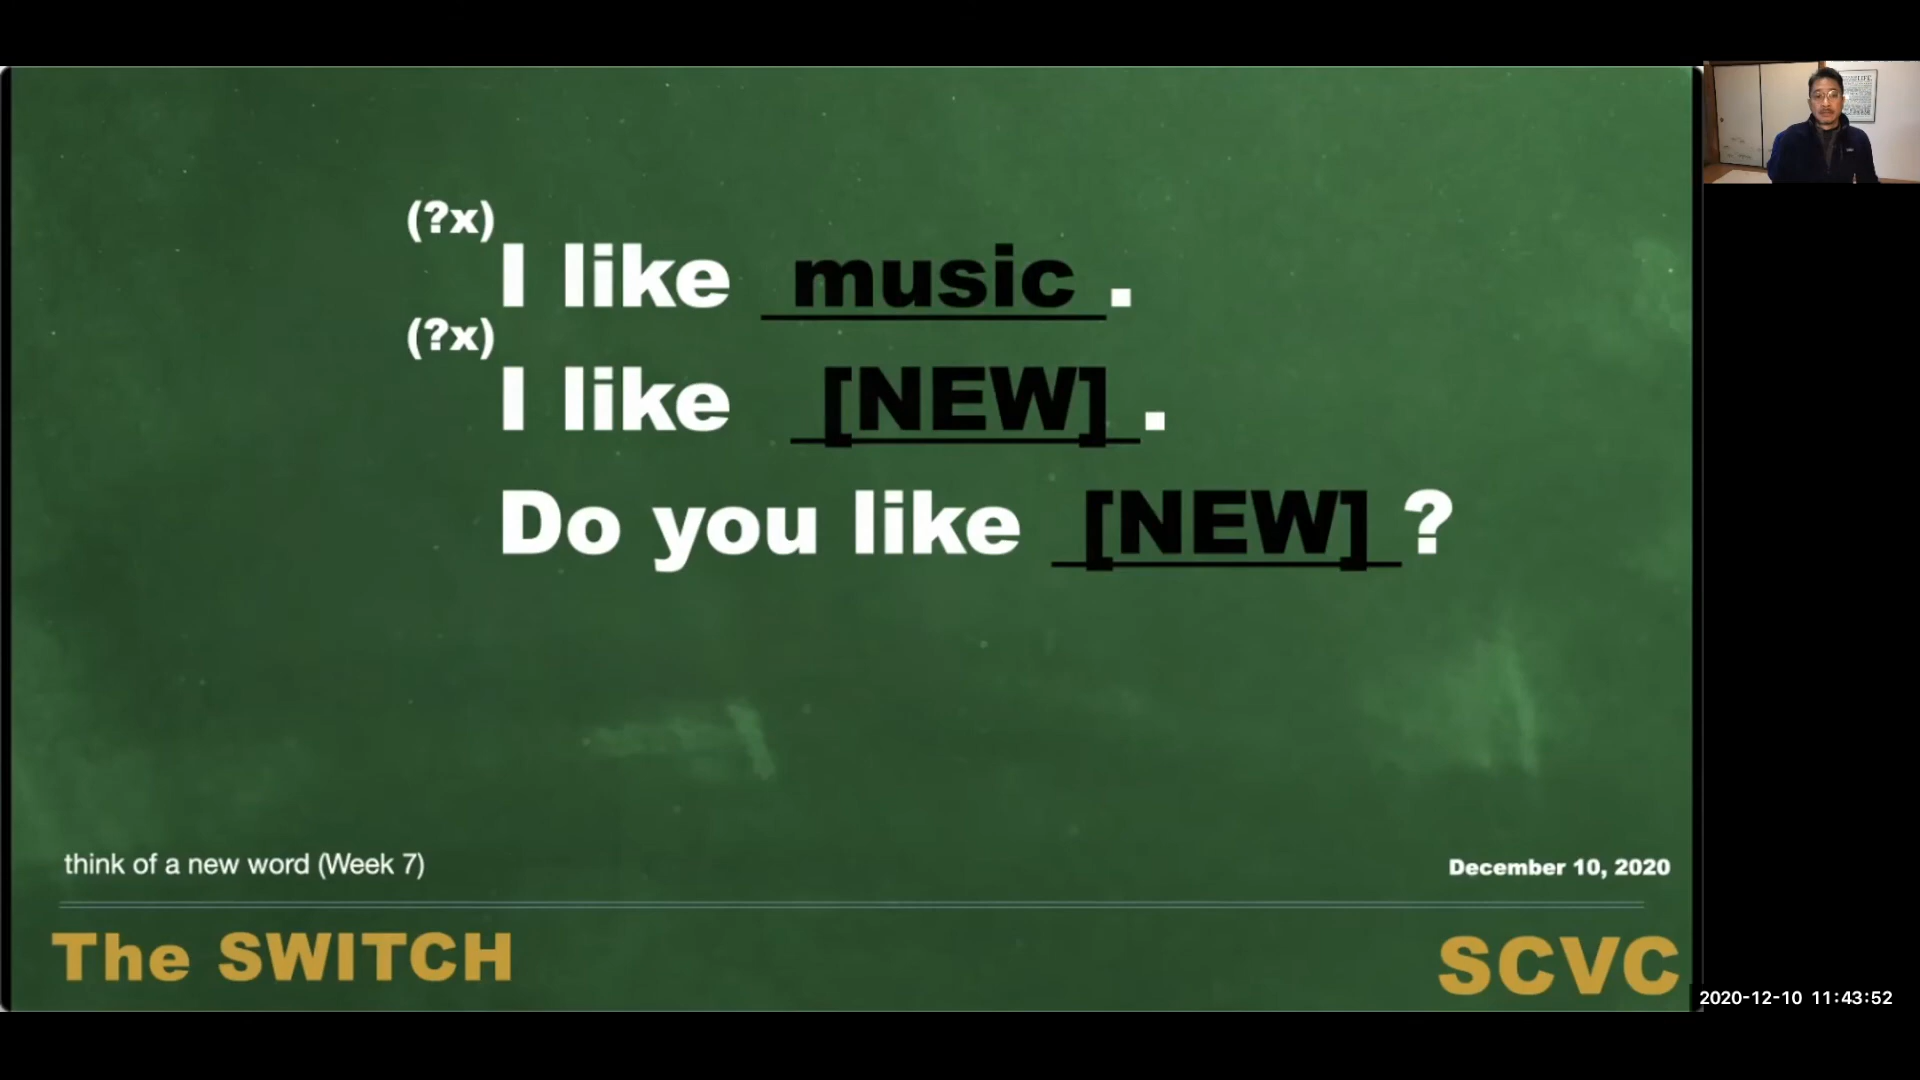 (?x)
I like music .
(?x)
I like [NEW] .
Do you like [NEW] ?
think of a new word (Week 7)
December 10, 2020
The SWITCH
SCVC
2020-12-10 11:43:52